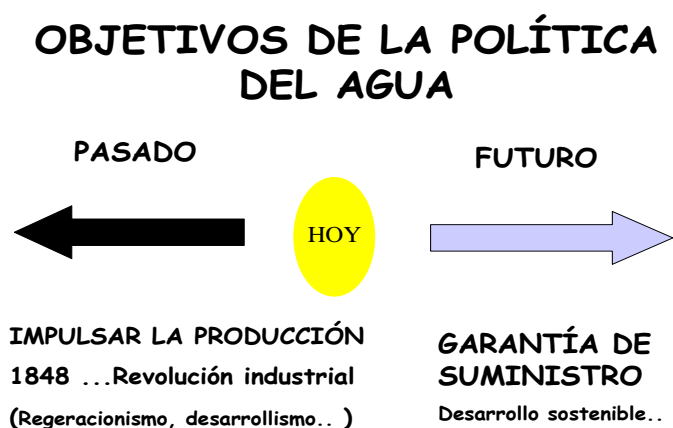 OBJETIVOS DE LA POLÍTICA
DEL AGUA
PASADO
FUTURO
HOY
IMPULSAR LA PRODUCCIÓN
1848 ...Revolución industrial
(Regeracionismo, desarrollismo.. )
GARANTÍA DE
SUMINISTRO
Desarrollo sostenible..